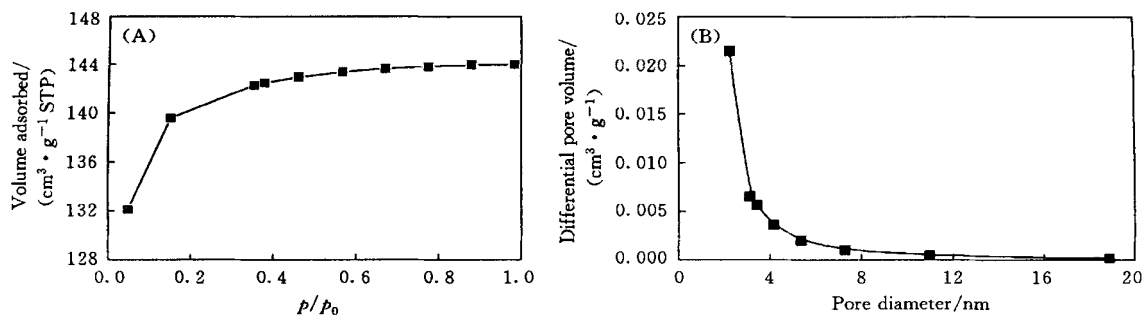 (A)
Volume adsorbed/
(cm³ • g⁻¹ STP)
148
144
140
136
132
128
0.0 0.2 0.4 0.6 0.8 1.0
p/p₀
(B)
Differential pore volume/
(cm³ • g⁻¹)
0.025
0.020
0.015
0.010
0.005
0.000
0 4 8 12 16 20
Pore diameter/nm